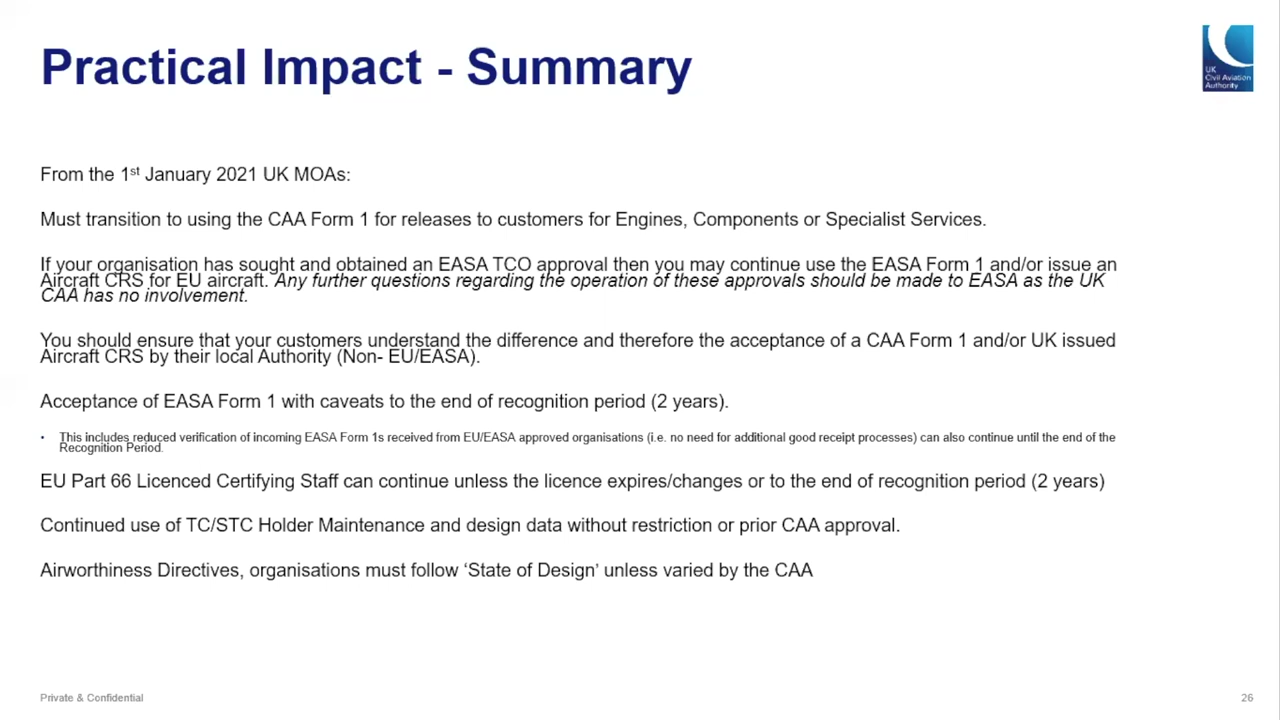 Practical Impact - Summary
UK
Civil Aviation
Authority
From the 1st January 2021 UK MOAs:
Must transition to using the CAA Form 1 for releases to customers for Engines, Components or Specialist Services.
If your organisation has sought and obtained an EASA TCO approval then you may continue use the EASA Form 1 and/or issue an
Aircraft CRS for EU aircraft. Any further questions regarding the operation of these approvals should be made to EASA as the UK
CAA has no involvement.
You should ensure that your customers understand the difference and therefore the acceptance of a CAA Form 1 and/or UK issued
Aircraft CRS by their local Authority (Non- EU/EASA).
Acceptance of EASA Form 1 with caveats to the end of recognition period (2 years).
• This includes reduced verification of incoming EASA Form 1s received from EU/EASA approved organisations (i.e. no need for additional good receipt processes) can also continue until the end of the
Recognition Period.
EU Part 66 Licenced Certifying Staff can continue unless the licence expires/changes or to the end of recognition period (2 years)
Continued use of TC/STC Holder Maintenance and design data without restriction or prior CAA approval.
Airworthiness Directives, organisations must follow ‘State of Design’ unless varied by the CAA
Private & Confidential
26